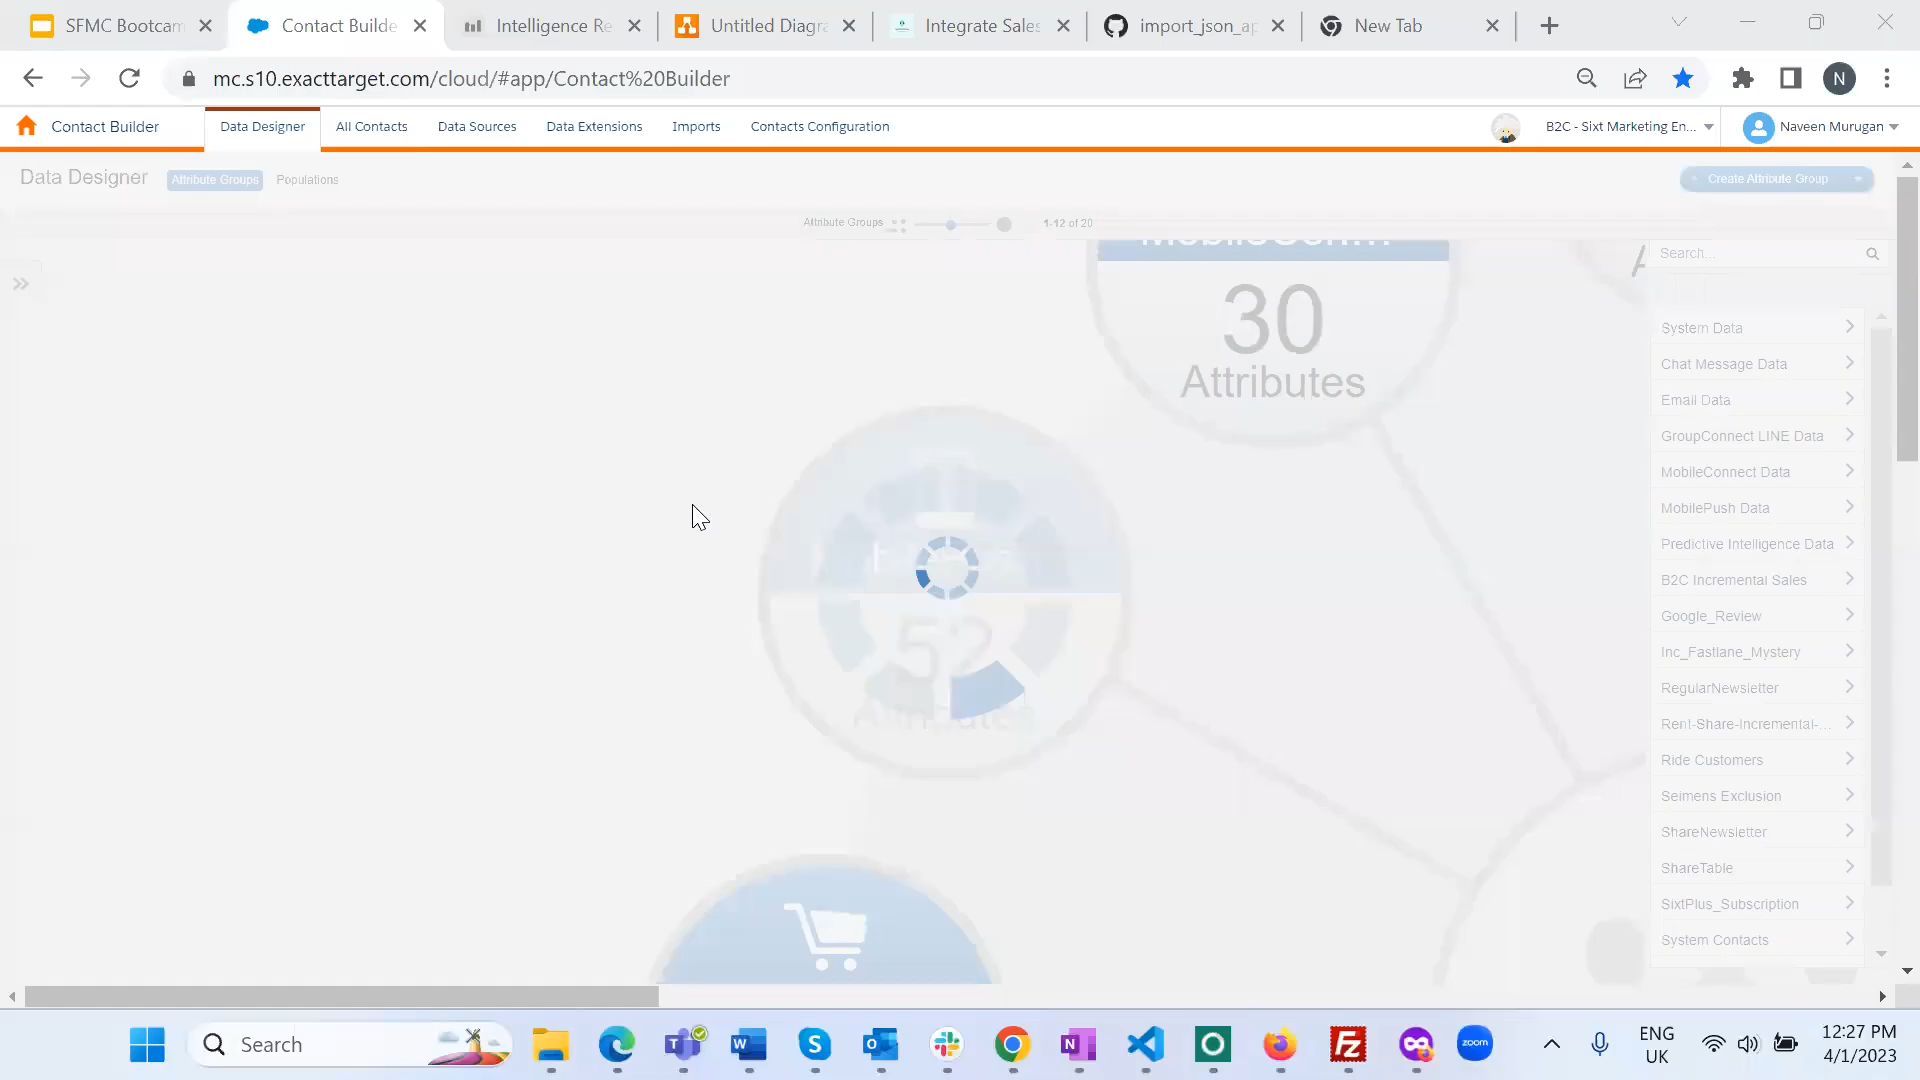 SFMC Bootcam
Contact Builde
Intelligence Re
Untitled Diagra
Integrate Sales
import_json_ap
New Tab
mc.s10.exacttarget.com/cloud/#app/Contact%20Builder
N
Contact Builder
Data Designer
All Contacts
Data Sources
Data Extensions
Imports
Contacts Configuration
B2C - Sixt Marketing En...
Naveen Murugan
Data Designer
Attribute Groups
Populations
Create Attribute Group
Attribute Groups
1-12 of 20
30
Attributes
52
Attributes
Search...
System Data
Chat Message Data
Email Data
GroupConnect LINE Data
MobileConnect Data
MobilePush Data
Predictive Intelligence Data
B2C Incremental Sales
Google_Review
Inc_Fastlane_Mystery
RegularNewsletter
Rent-Share-Incremental-...
Ride Customers
Seimens Exclusion
ShareNewsletter
ShareTable
SixtPlus_Subscription
System Contacts
Search
zoom
ENG
UK
12:27 PM
4/1/2023